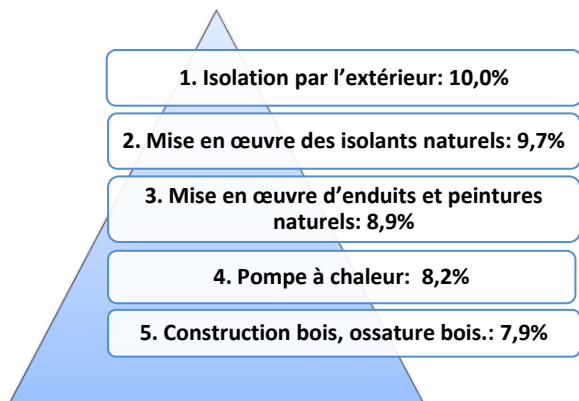 1. Isolation par l’extérieur: 10,0%
2. Mise en œuvre des isolants naturels: 9,7%
3. Mise en œuvre d’enduits et peintures
naturels: 8,9%
4. Pompe à chaleur: 8,2%
5. Construction bois, ossature bois.: 7,9%